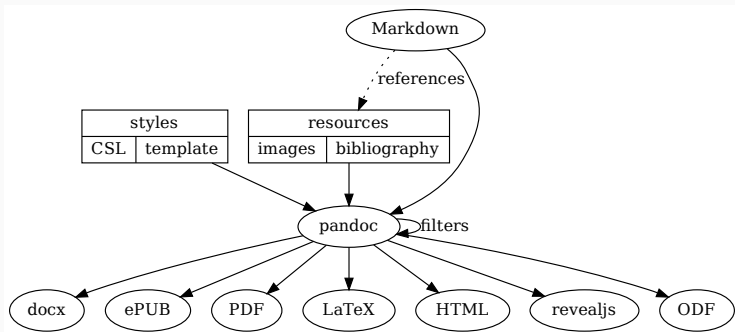 Markdown
references
styles
resources
CSL template
images bibliography
pandoc
filters
docx
ePUB
PDF
LaTeX
HTML
revealjs
ODF